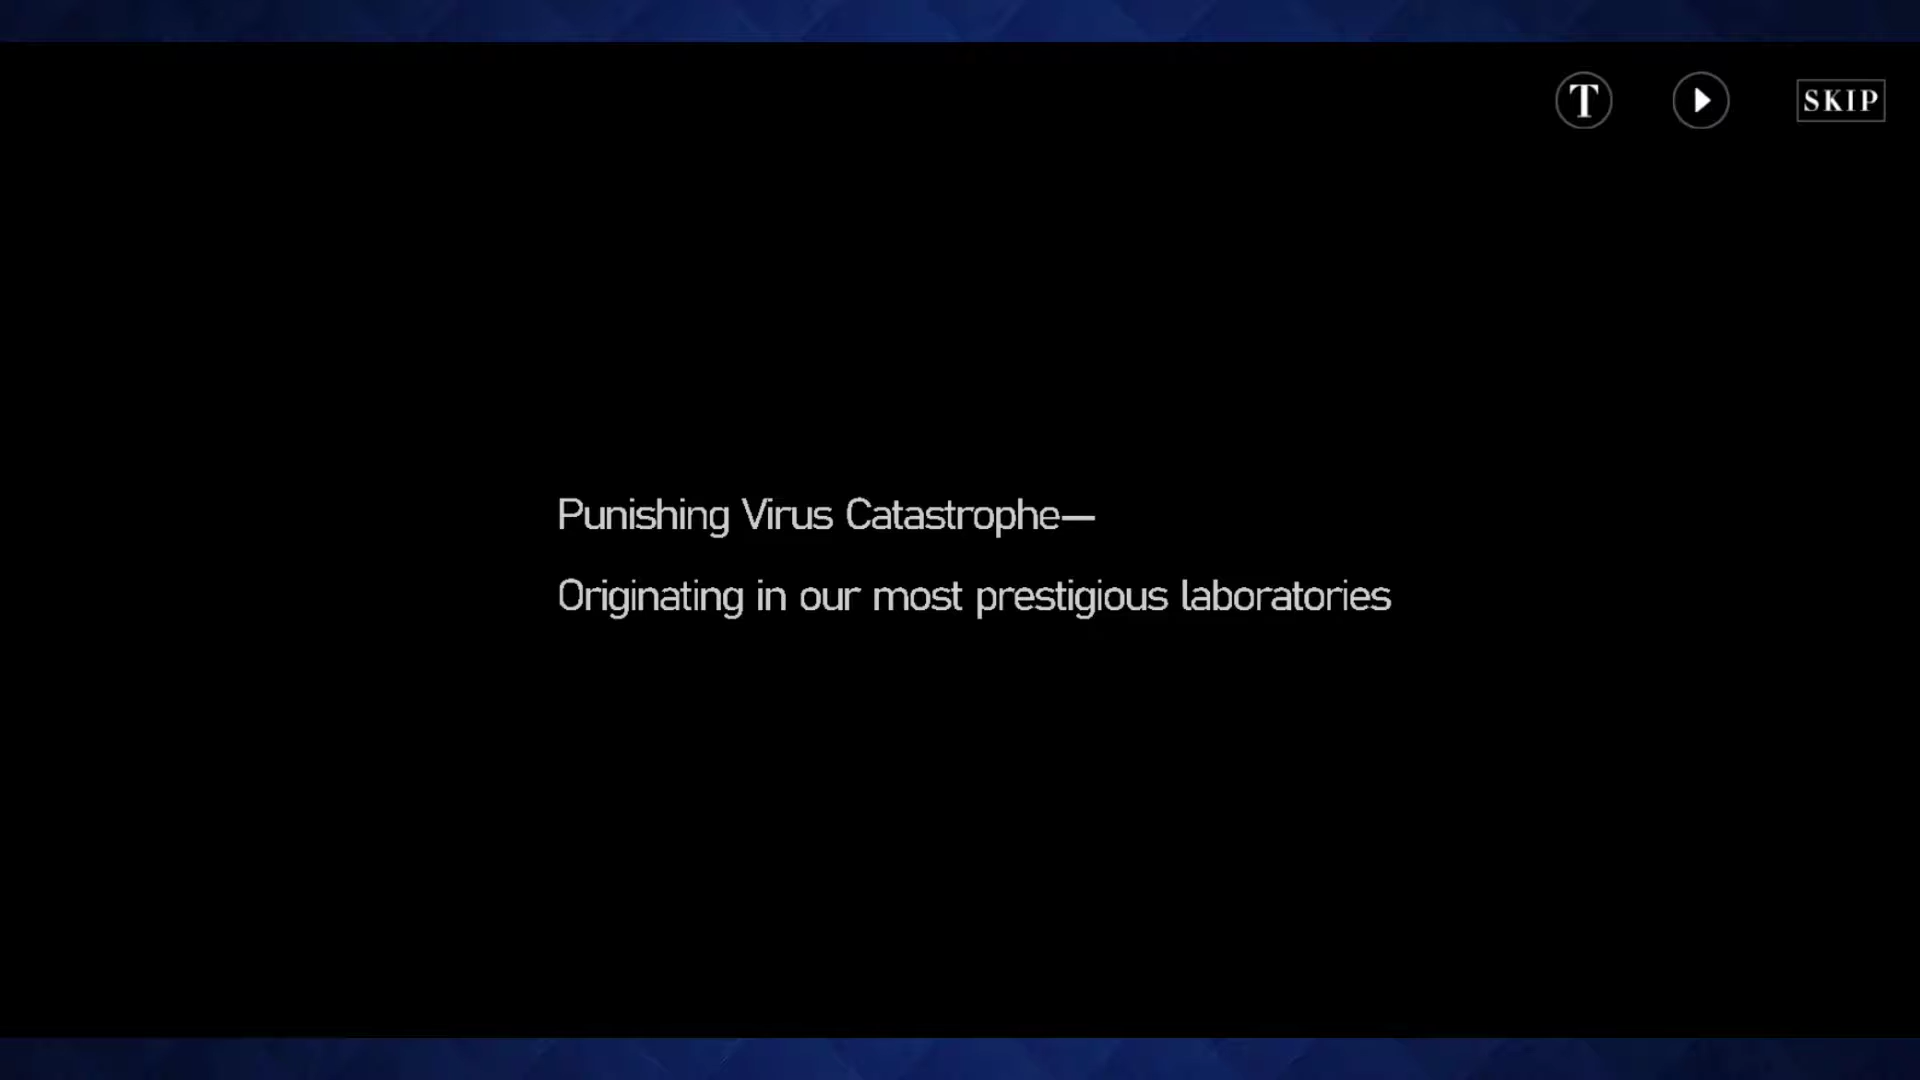 T
SKIP
Punishing Virus Catastrophe—
Originating in our most prestigious laboratories